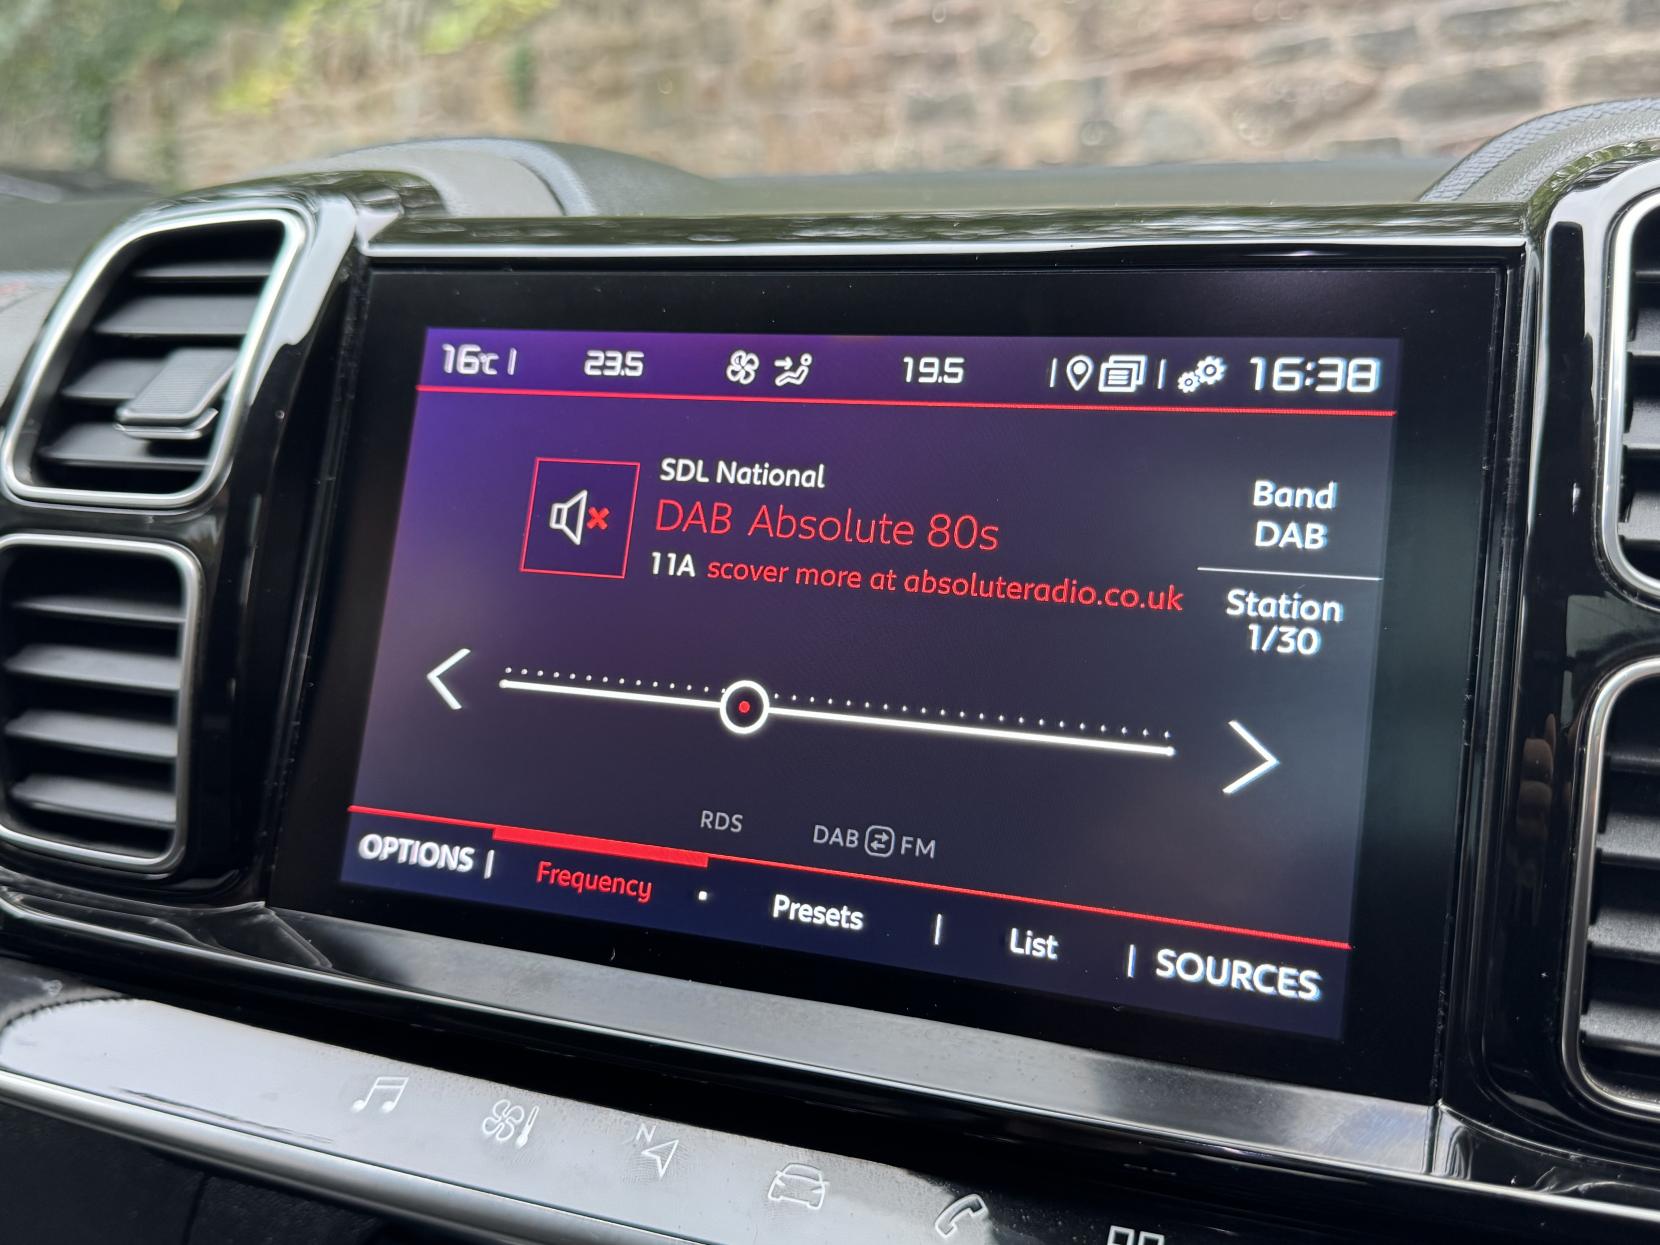 16°C | 23.5 19.5 | | 16:38
SDL National
DAB Absolute 80s
11A scover more at absoluteradio.co.uk
Band
DAB
Station
1/30
RDS DAB FM
OPTIONS | Frequency . Presets | List | SOURCES
N